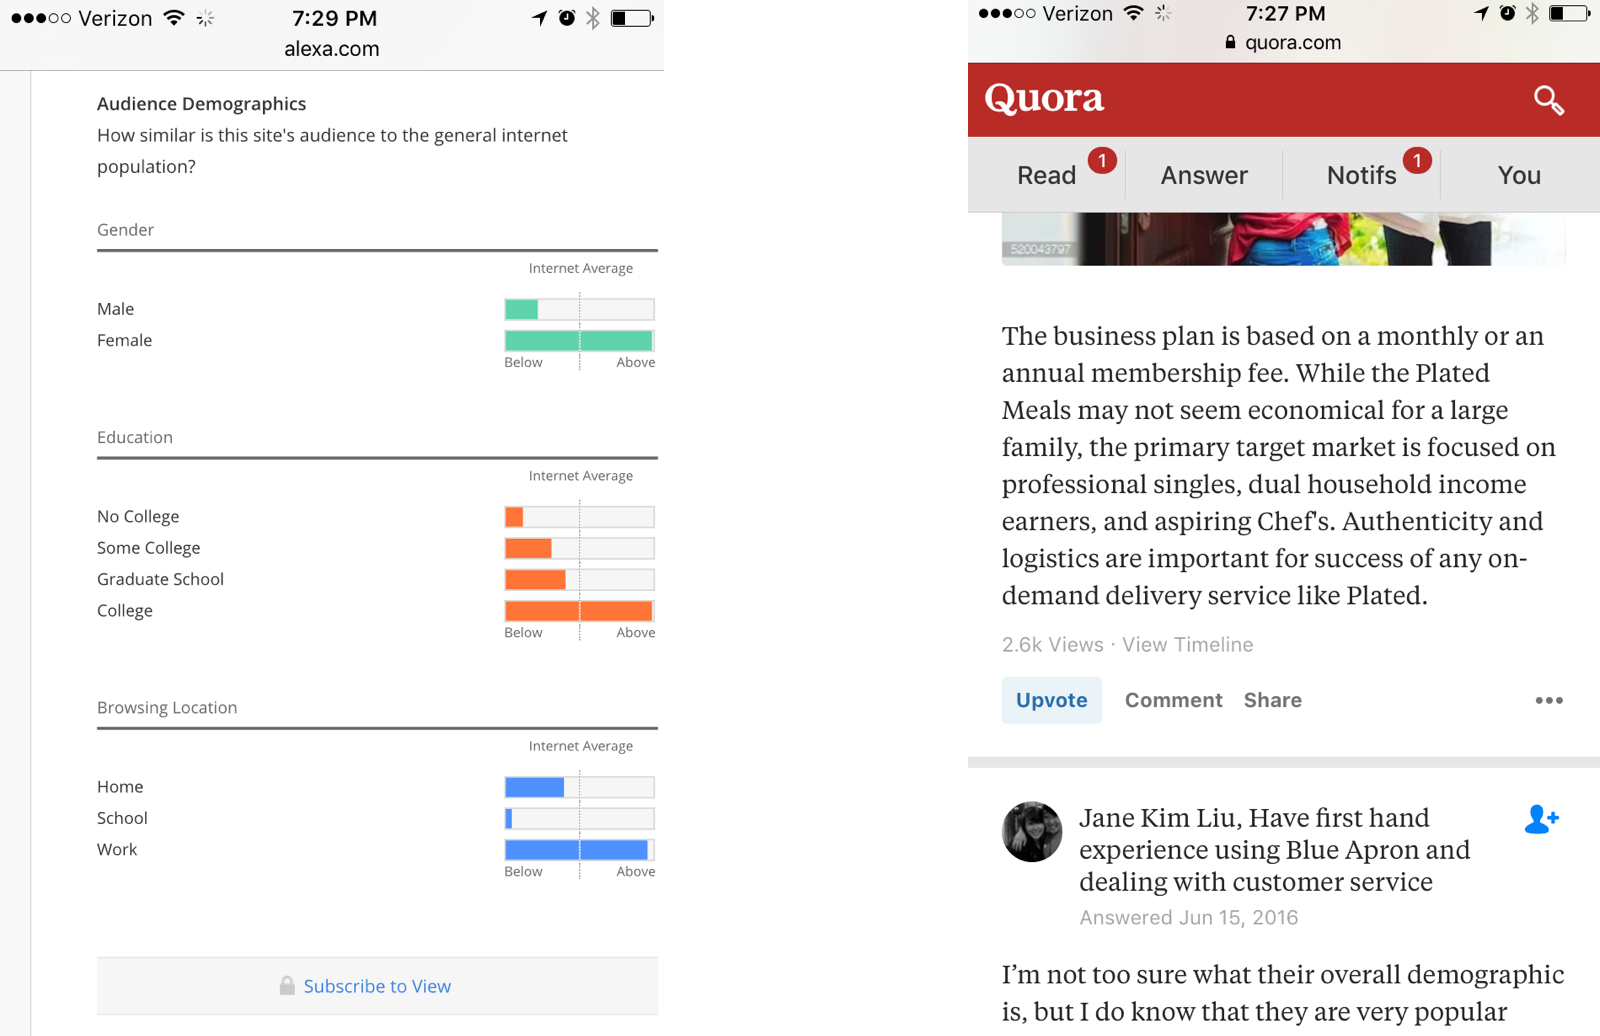 Verizon
7:29 PM
alexa.com
Audience Demographics
How similar is this site's audience to the general internet
population?
Gender
Internet Average
Male
Female
Below Above
Education
Internet Average
No College
Some College
Graduate School
College
Below Above
Browsing Location
Internet Average
Home
School
Work
Below Above
Subscribe to View
Verizon
7:27 PM
quora.com
Quora
Read 1 Answer Notifs 1 You
520043797
The business plan is based on a monthly or an
annual membership fee. While the Plated
Meals may not seem economical for a large
family, the primary target market is focused on
professional singles, dual household income
earners, and aspiring Chef's. Authenticity and
logistics are important for success of any on-
demand delivery service like Plated.
2.6k Views · View Timeline
Upvote Comment Share
Jane Kim Liu, Have first hand
experience using Blue Apron and
dealing with customer service
Answered Jun 15, 2016
I’m not too sure what their overall demographic
is, but I do know that they are very popular